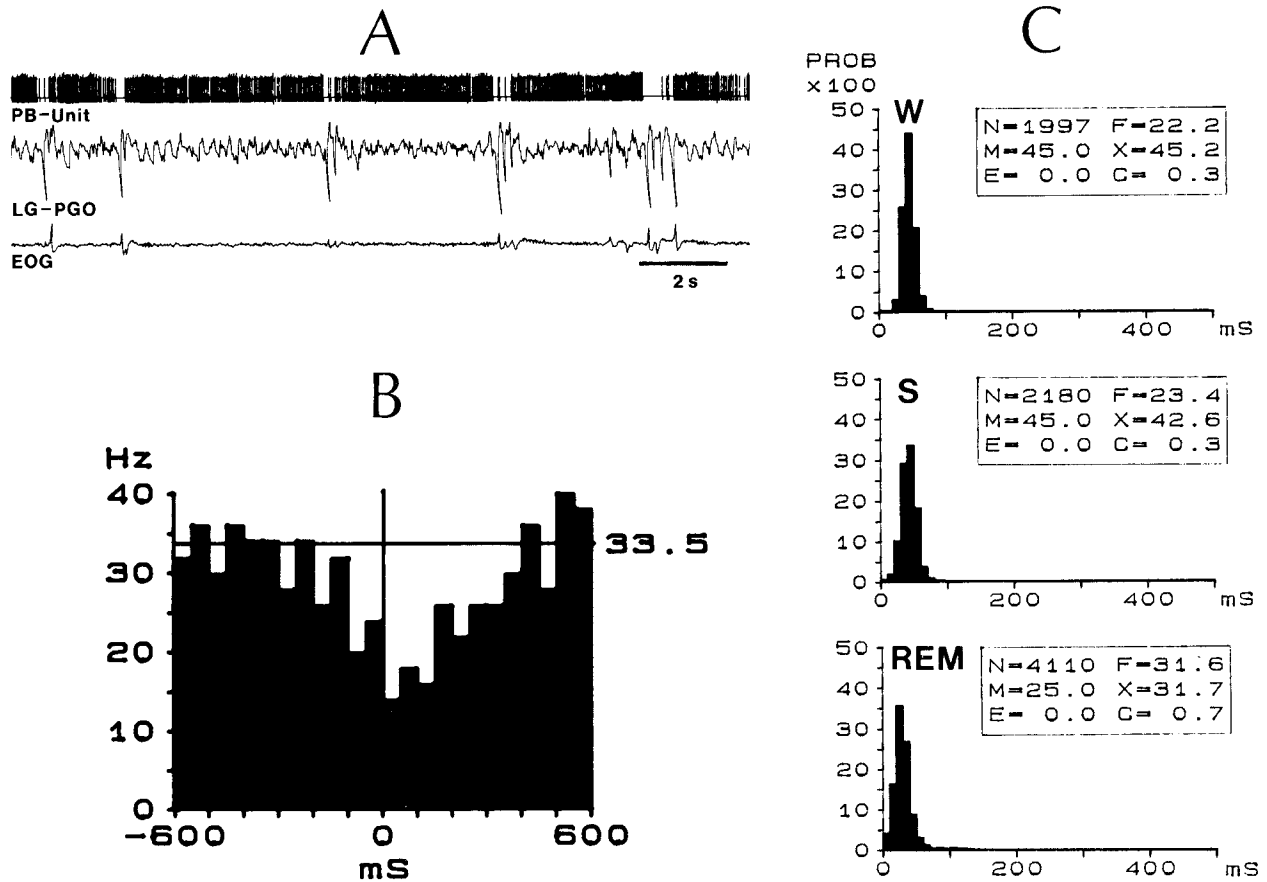 A
PB-Unit
LG-PGO
EOG
2 s
B
Hz
40
30
20
10
0
-600 0 600
mS
33.5
C
PROB
x100
50
40
30
20
10
0
W
N=1997 F=22.2
M=45.0 X=45.2
E= 0.0 C= 0.3
0 200 400 mS
50
40
30
20
10
0
S
N=2180 F=23.4
M=45.0 X=42.6
E= 0.0 C= 0.3
0 200 400 mS
50
40
30
20
10
0
REM
N=4110 F=31.6
M=25.0 X=31.7
E= 0.0 C= 0.7
0 200 400 mS